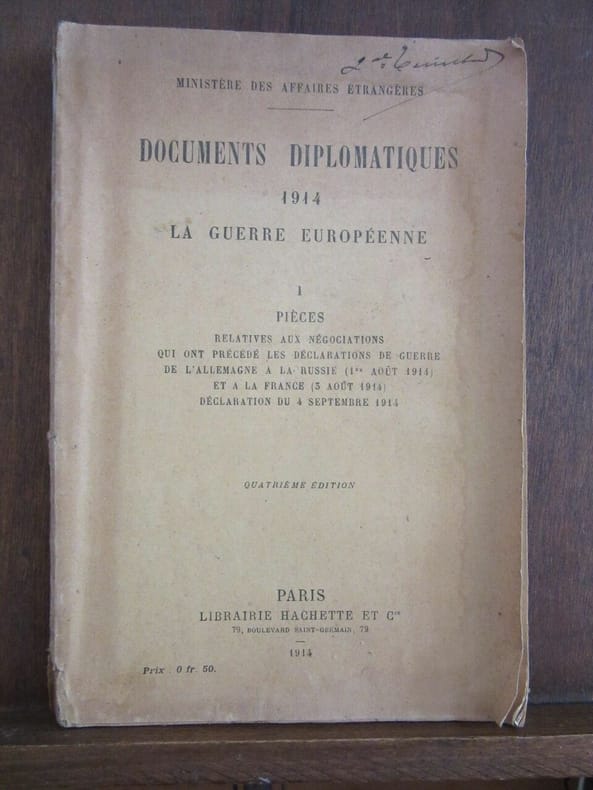 MINISTÈRE DES AFFAIRES ÉTRANGÈRES
DOCUMENTS DIPLOMATIQUES
1914
LA GUERRE EUROPÉENNE
I
PIÈCES
RELATIVES AUX NÉGOCIATIONS
QUI ONT PRÉCÉDÉ LES DÉCLARATIONS DE GUERRE
DE L'ALLEMAGNE A LA RUSSIE (1er AOÛT 1914)
ET A LA FRANCE (3 AOÛT 1914)
DÉCLARATION DU 4 SEPTEMBRE 1914
QUATRIÈME ÉDITION
PARIS
LIBRAIRIE HACHETTE ET Cie
79, BOULEVARD SAINT-GERMAIN, 79
1914
Prix : 0 fr. 50.